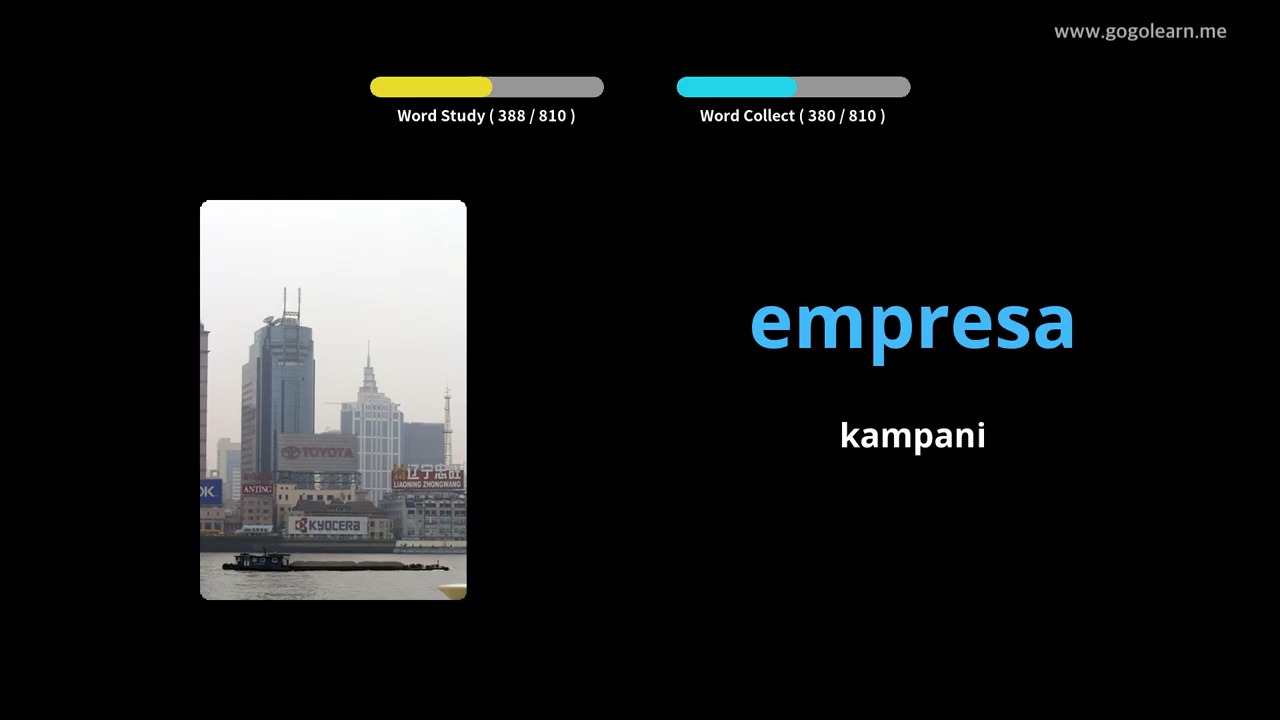 www.gogolearn.me
Word Study ( 388 / 810 )
Word Collect ( 380 / 810 )
empresa
kampani
TOYOTA
辽宁忠旺
LIAONING ZHONGWANG
OK
ANTING
KYOCERA